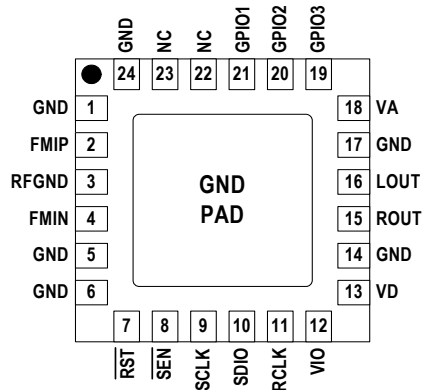 GND
NC
NC
GPIO1
GPIO2
GPIO3
24
23
22
21
20
19
GND 1
FMIP 2
RFGND 3
FMIN 4
GND 5
GND 6
18 VA
17 GND
16 LOUT
15 ROUT
14 GND
13 VD
GND
PAD
7
8
9
10
11
12
RST
SEN
SCLK
SDIO
RCLK
VIO